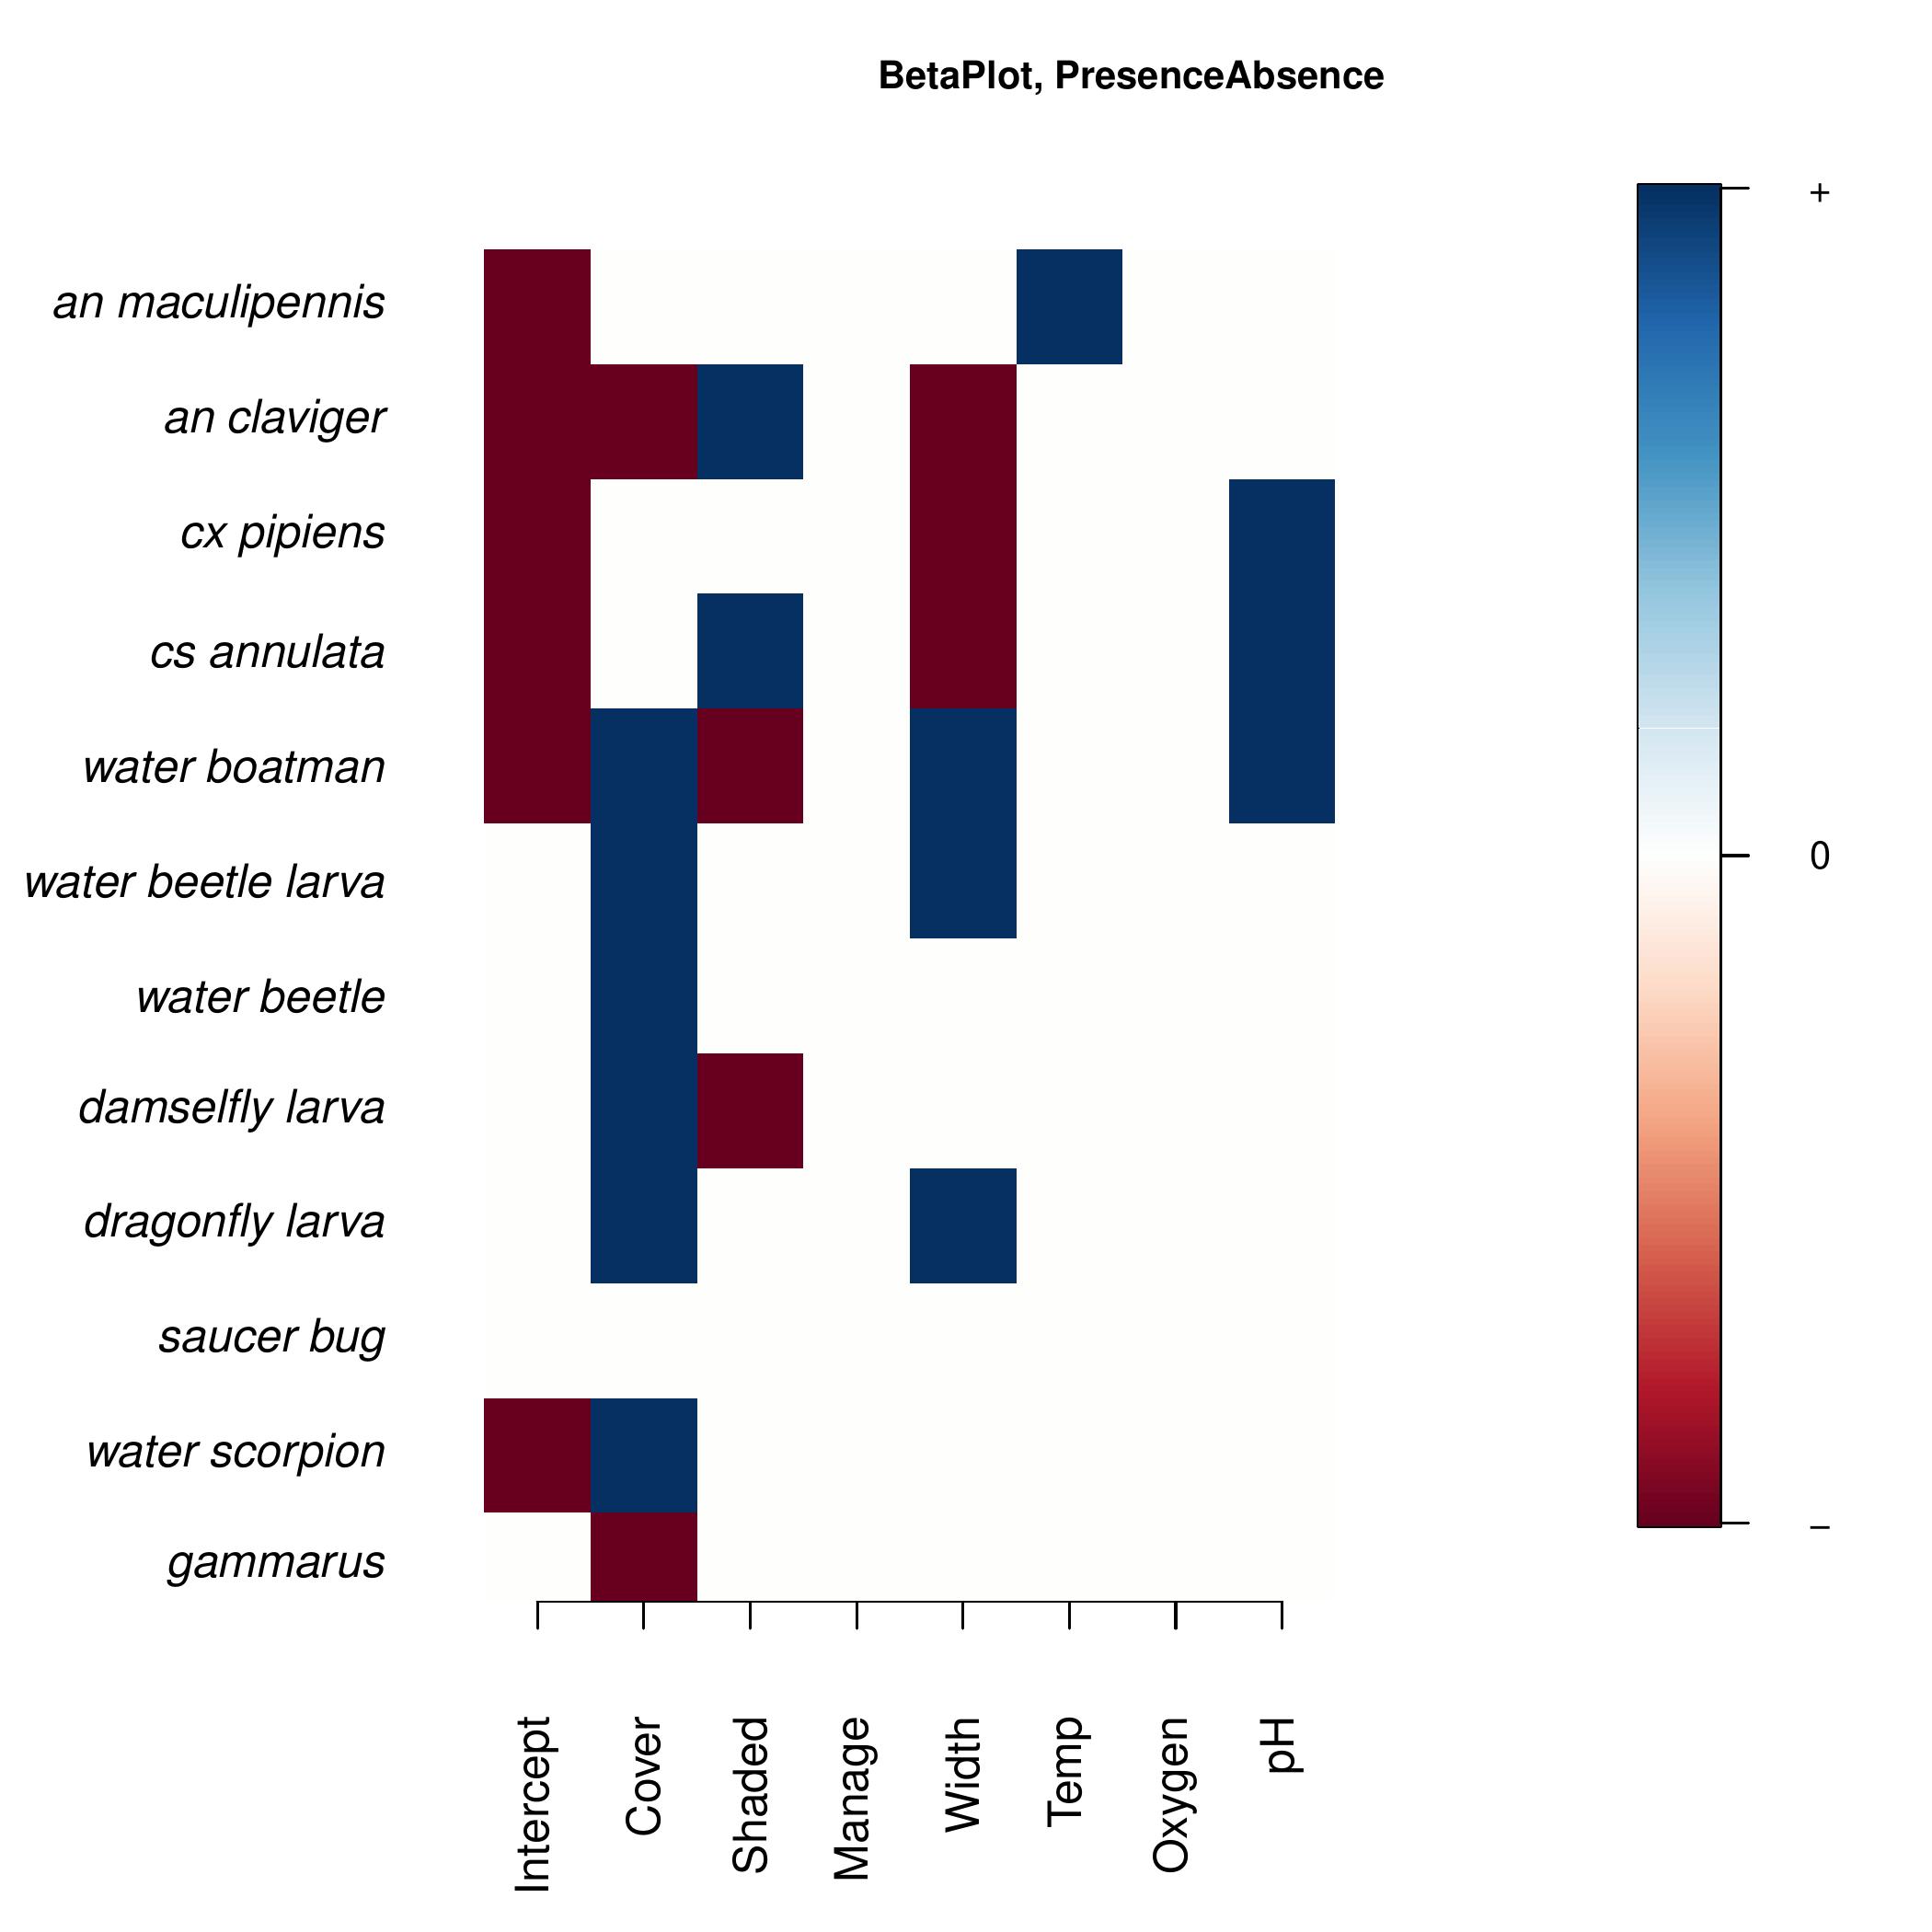 BetaPlot, PresenceAbsence
+
0
−
an maculipennis
an claviger
cx pipiens
cs annulata
water boatman
water beetle larva
water beetle
damselfly larva
dragonfly larva
saucer bug
water scorpion
gammarus
Intercept
Cover
Shaded
Manage
Width
Temp
Oxygen
pH